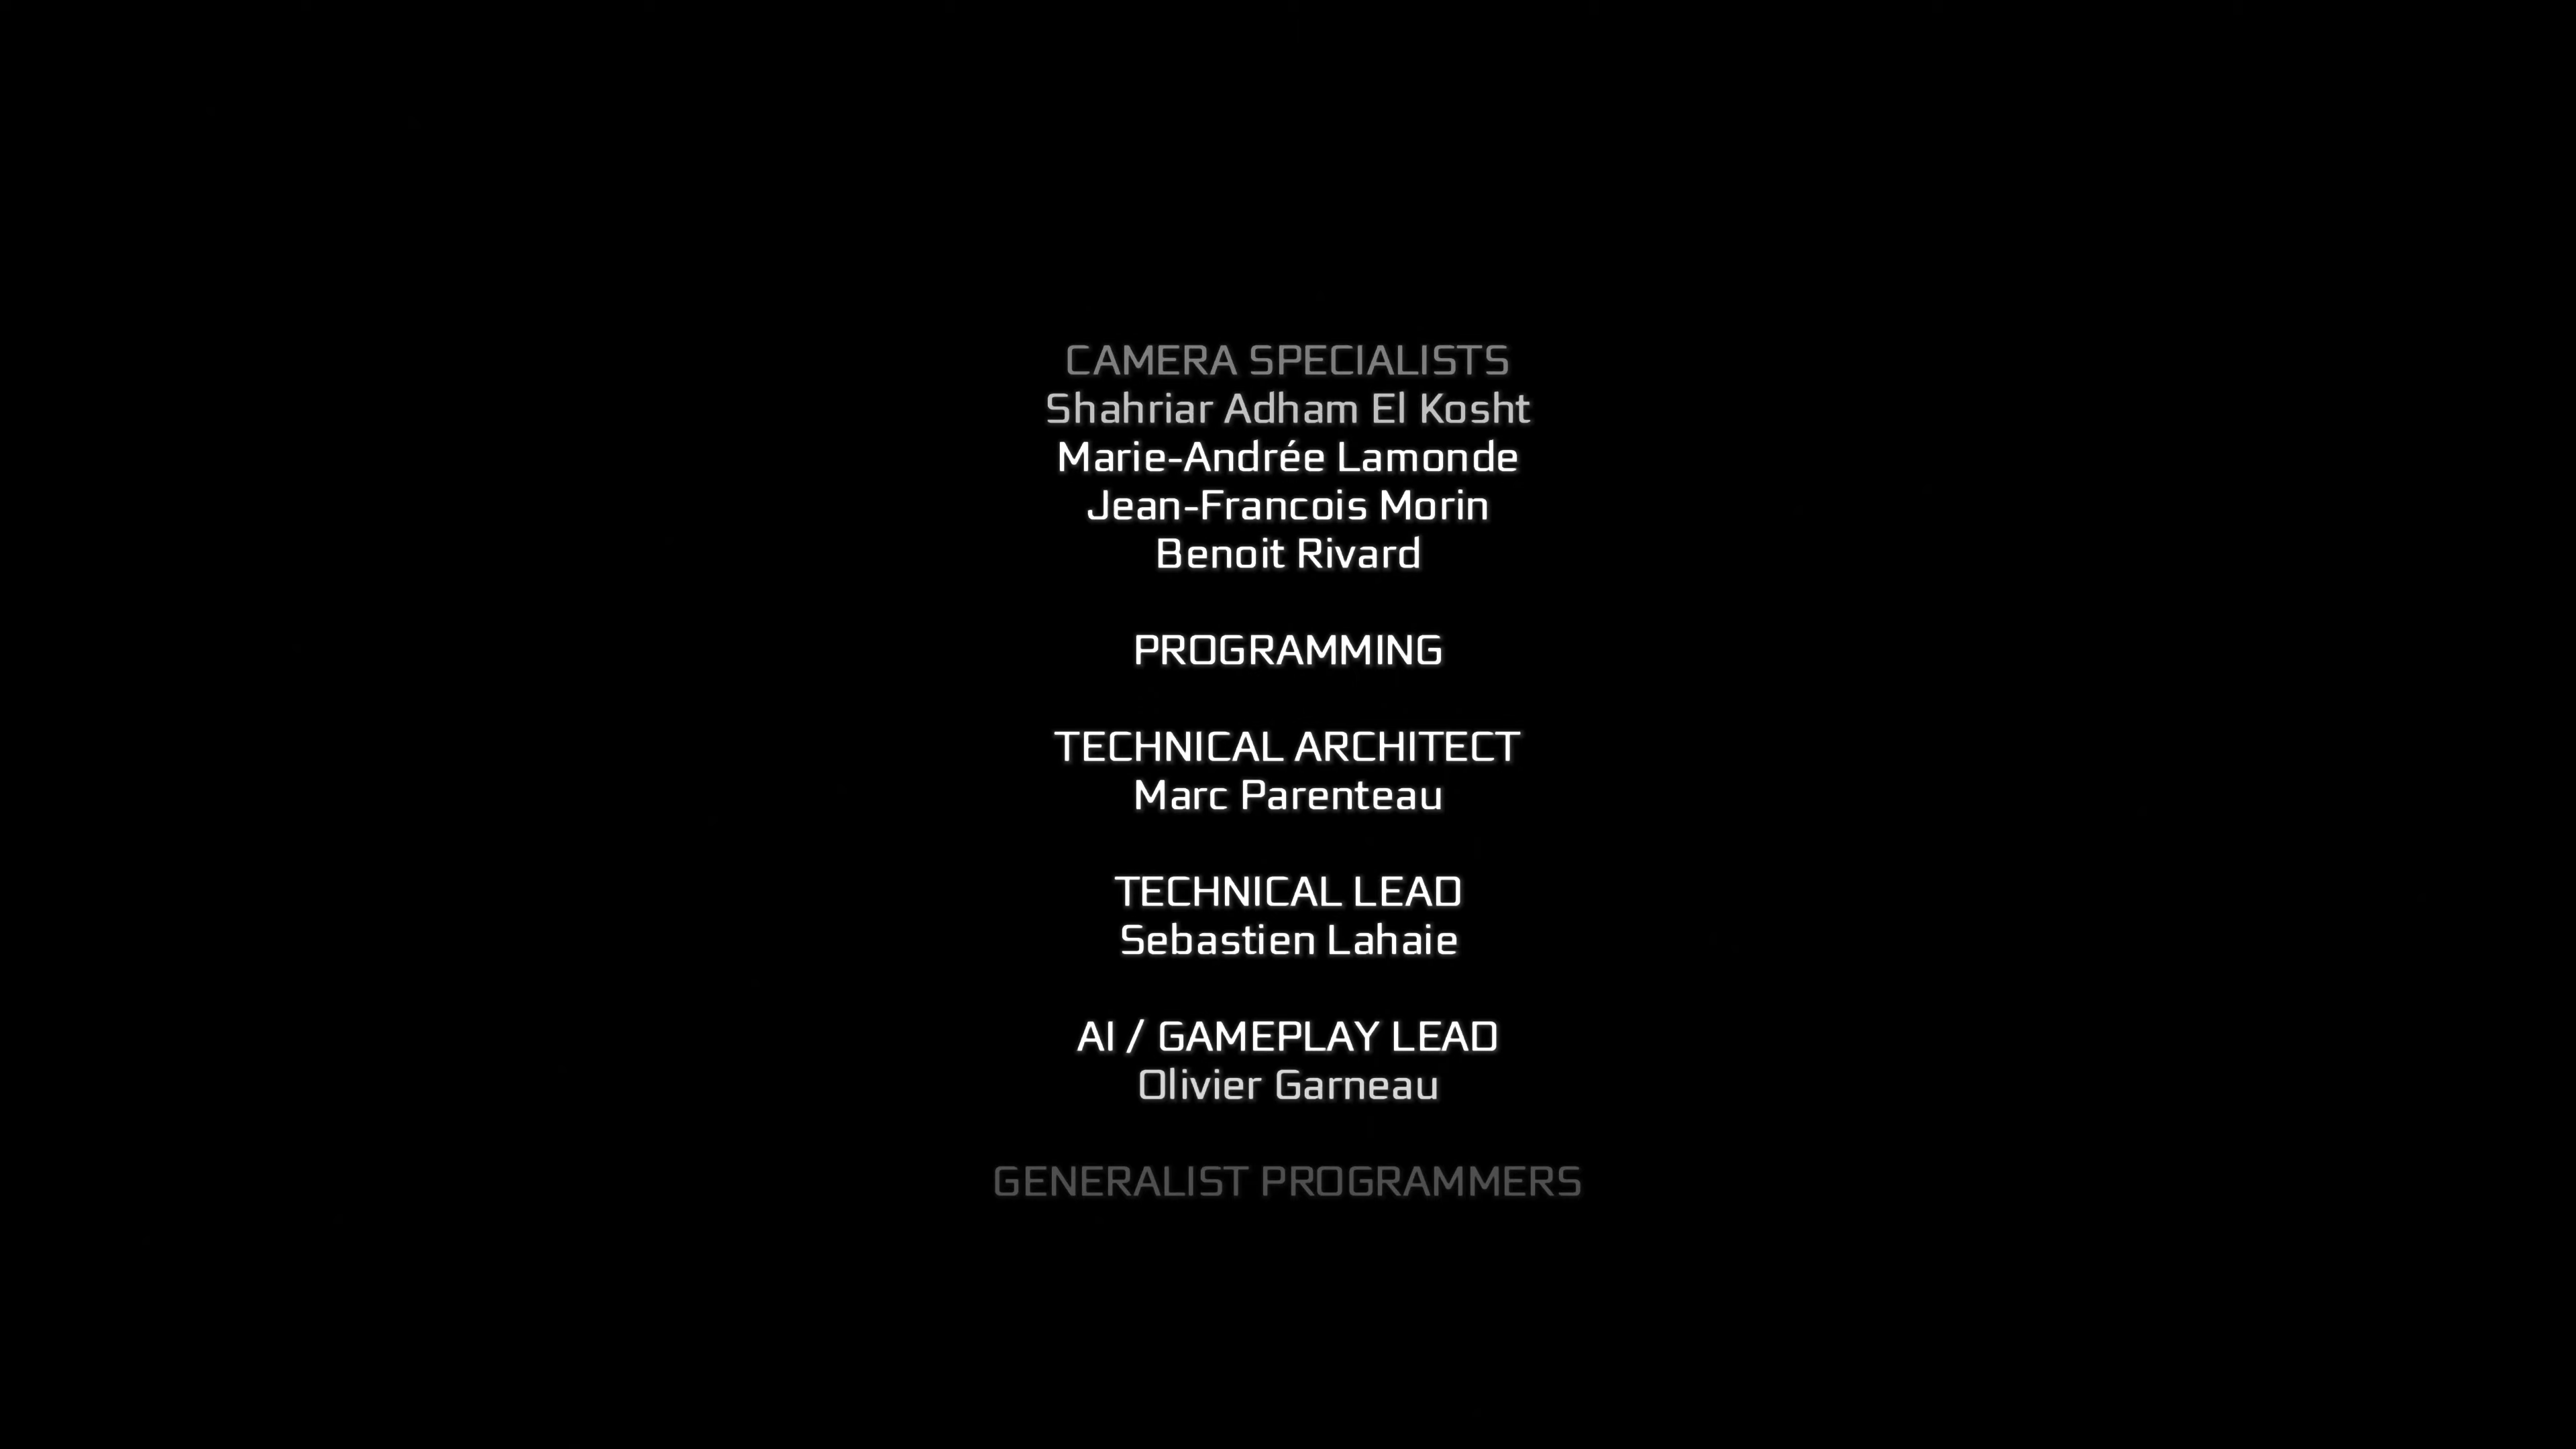 CAMERA SPECIALISTS
Shahriar Adham El Kosht
Marie-Andrée Lamonde
Jean-Francois Morin
Benoit Rivard
PROGRAMMING
TECHNICAL ARCHITECT
Marc Parenteau
TECHNICAL LEAD
Sebastien Lahaie
AI / GAMEPLAY LEAD
Olivier Garneau
GENERALIST PROGRAMMERS